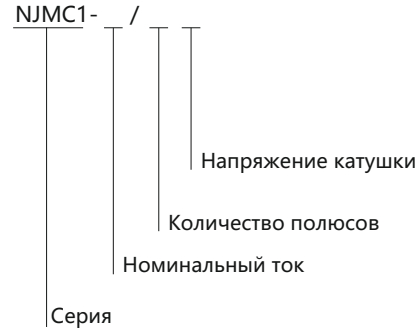 NJMC1- /
Напряжение катушки
Количество полюсов
Номинальный ток
Серия